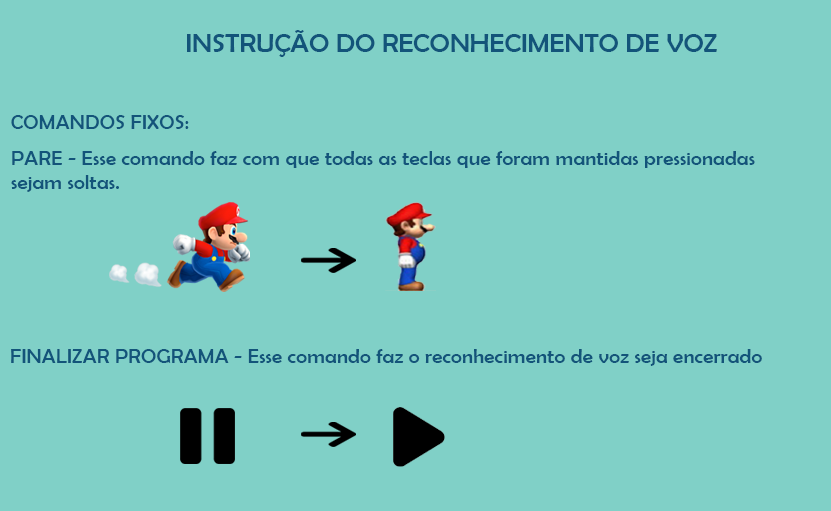 INSTRUÇÃO DO RECONHECIMENTO DE VOZ
COMANDOS FIXOS:
PARE - Esse comando faz com que todas as teclas que foram mantidas pressionadas
sejam soltas.
FINALIZAR PROGRAMA - Esse comando faz o reconhecimento de voz seja encerrado